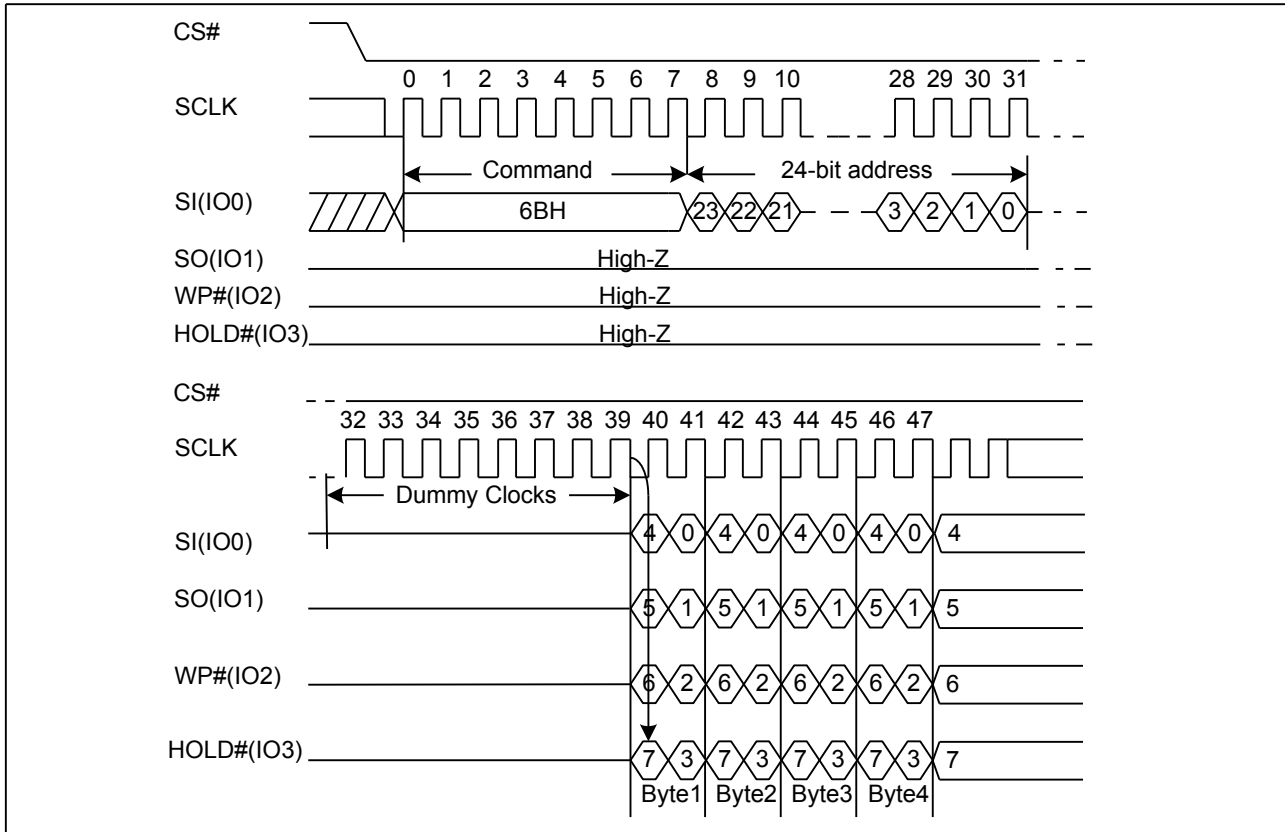 CS#
0 1 2 3 4 5 6 7 8 9 10 28 29 30 31
SCLK
Command 24-bit address
SI(IO0) 6BH 23 22 21 3 2 1 0
SO(IO1) High-Z
WP#(IO2) High-Z
HOLD#(IO3) High-Z
CS#
32 33 34 35 36 37 38 39 40 41 42 43 44 45 46 47
SCLK
Dummy Clocks
SI(IO0) 4 0 4 0 4 0 4 0 4
SO(IO1) 5 1 5 1 5 1 5 1 5
WP#(IO2) 6 2 6 2 6 2 6 2 6
HOLD#(IO3) 7 3 7 3 7 3 7 3 7
Byte1 Byte2 Byte3 Byte4